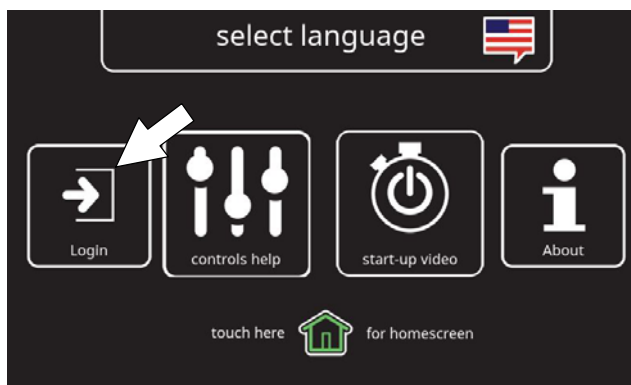 select language
LogIn
controls help
start-up video
About
touch here for homescreen